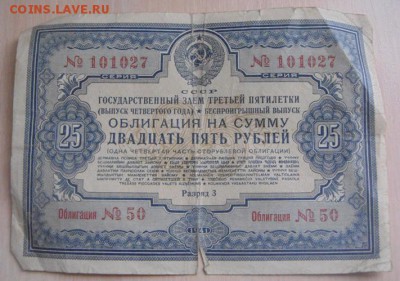 COINS.LAVE.RU
№ 101027 № 101027
СЕРИЯ СЕРИЯ
СССР
ГОСУДАРСТВЕННЫЙ ЗАЕМ ТРЕТЬЕЙ ПЯТИЛЕТКИ
(ВЫПУСК ЧЕТВЕРТОГО ГОДА) • БЕСПРОИГРЫШНЫЙ ВЫПУСК
ОБЛИГАЦИЯ НА СУММУ
25 ДВАДЦАТЬ ПЯТЬ РУБЛЕЙ 25
(ОДНА ЧЕТВЕРТАЯ ЧАСТЬ СТОРУБЛЕВОЙ ОБЛИГАЦИИ)
Разряд 3
Облигация № 50 Облигация № 50
1941